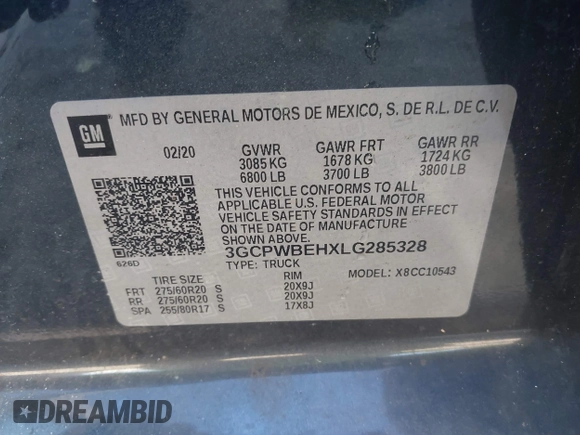 GM
MFD BY GENERAL MOTORS DE MEXICO, S. DE R.L. DE C.V.
02/20 GVWR GAWR FRT GAWR RR
3085 KG 1678 KG 1724 KG
6800 LB 3700 LB 3800 LB
THIS VEHICLE CONFORMS TO ALL
APPLICABLE U.S. FEDERAL MOTOR
VEHICLE SAFETY STANDARDS IN EFFECT
ON THE DATE OF MANUFACTURE
SHOWN ABOVE.
3GCPWBEHXLG285328
626D TYPE: TRUCK MODEL: X8CC10543
TIRE SIZE RIM
FRT 275/60R20 S 20X9J
RR 275/60R20 S 20X9J
SPA 255/80R17 S 17X8J
DREAMBID